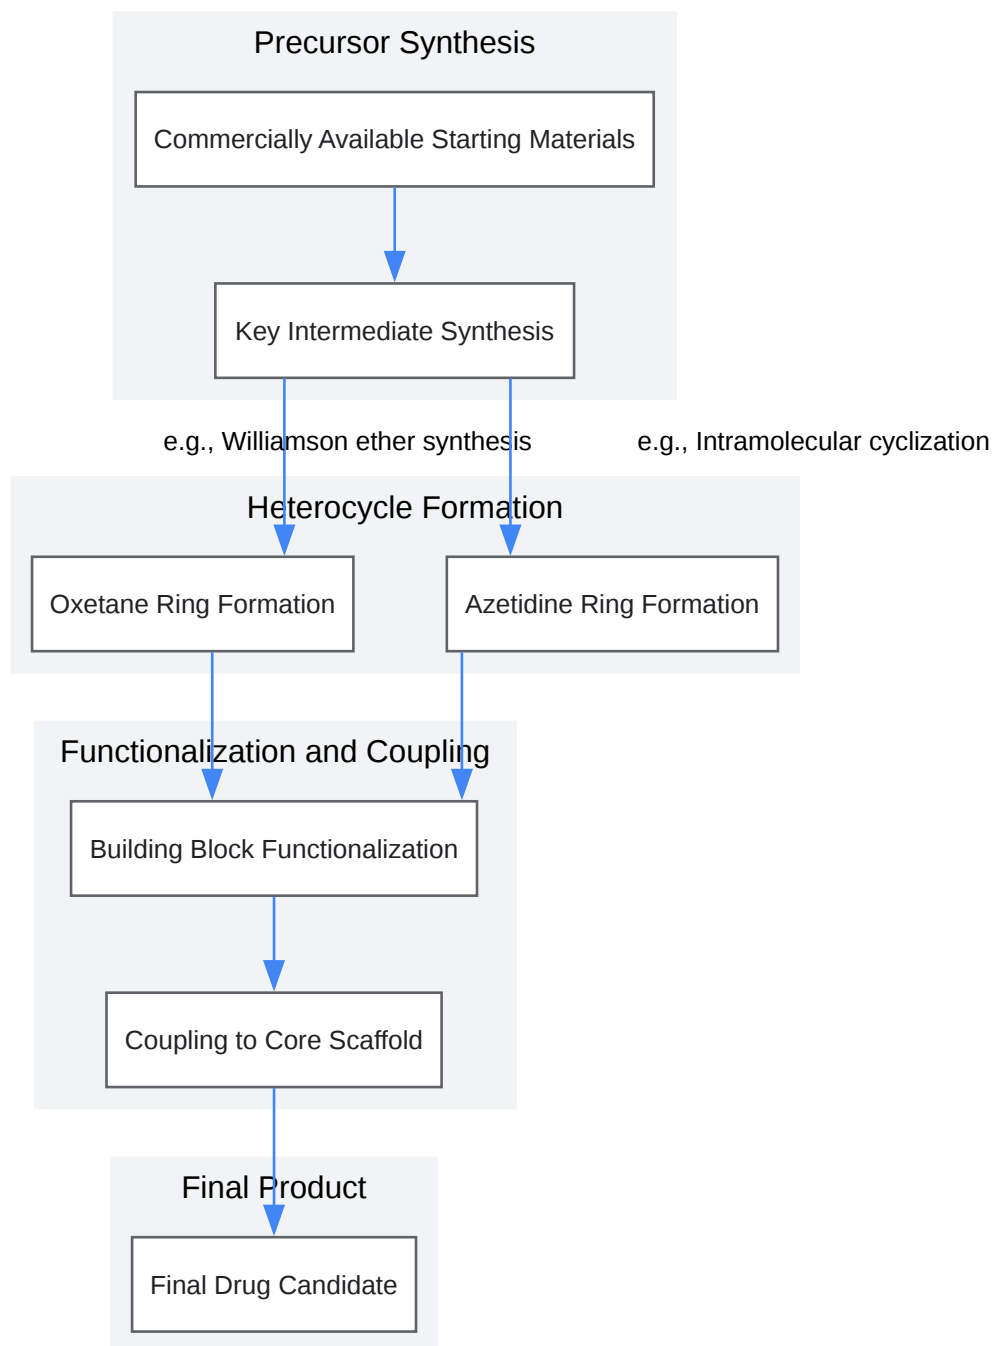 Precursor Synthesis
Commercially Available Starting Materials
Key Intermediate Synthesis
e.g., Williamson ether synthesis
e.g., Intramolecular cyclization
Heterocycle Formation
Oxetane Ring Formation
Azetidine Ring Formation
Functionalization and Coupling
Building Block Functionalization
Coupling to Core Scaffold
Final Product
Final Drug Candidate